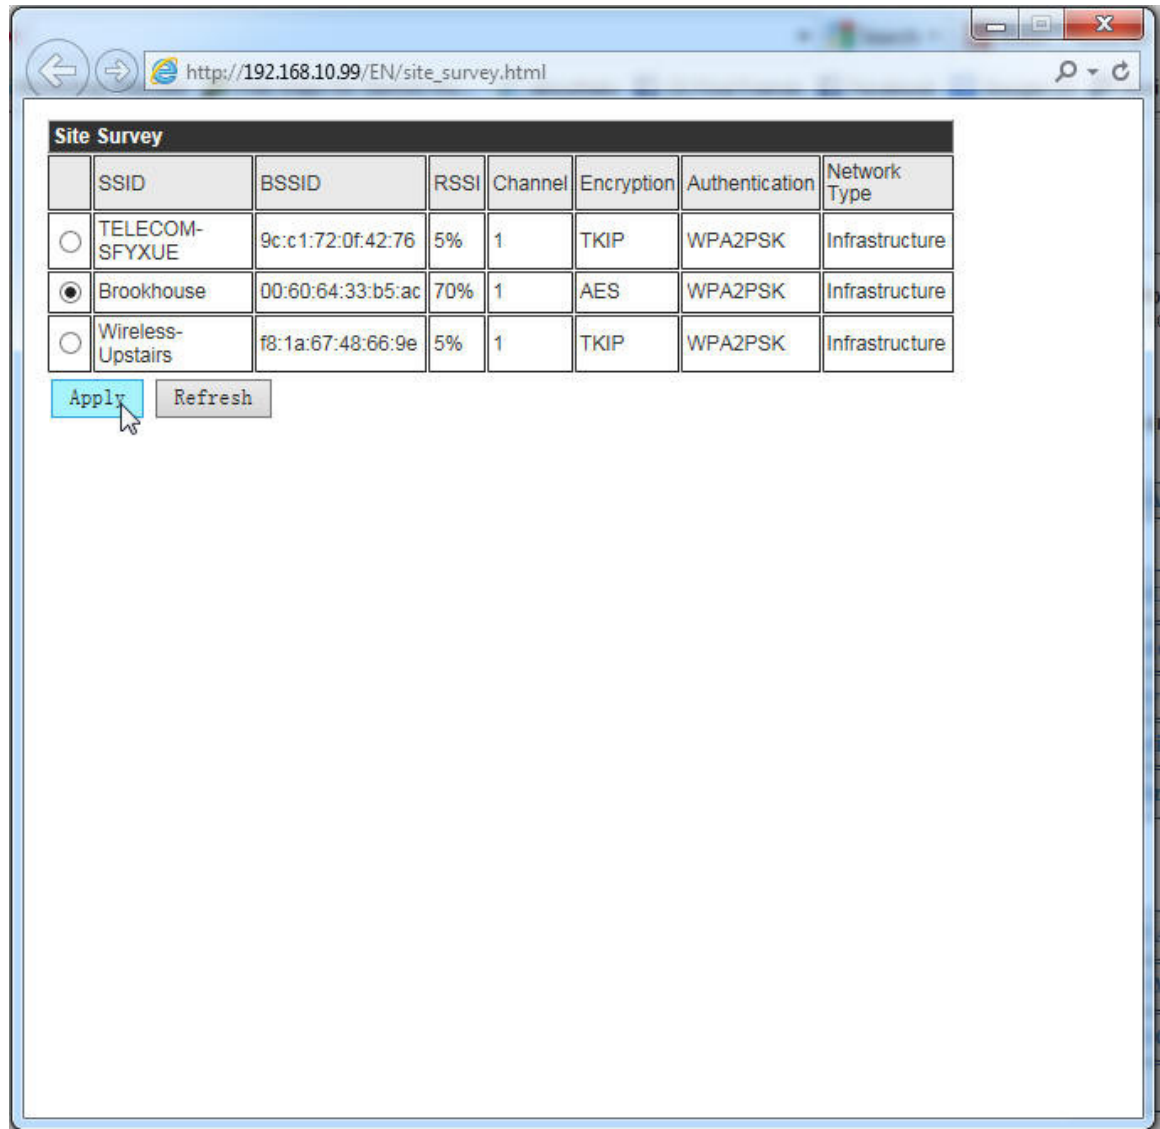 http://192.168.10.99/EN/site_survey.html
Site Survey
SSID BSSID RSSI Channel Encryption Authentication Network Type
TELECOM-SFYXUE 9c:c1:72:0f:42:76 5% 1 TKIP WPA2PSK Infrastructure
Brookhouse 00:60:64:33:b5:ac 70% 1 AES WPA2PSK Infrastructure
Wireless-Upstairs f8:1a:67:48:66:9e 5% 1 TKIP WPA2PSK Infrastructure
Apply Refresh